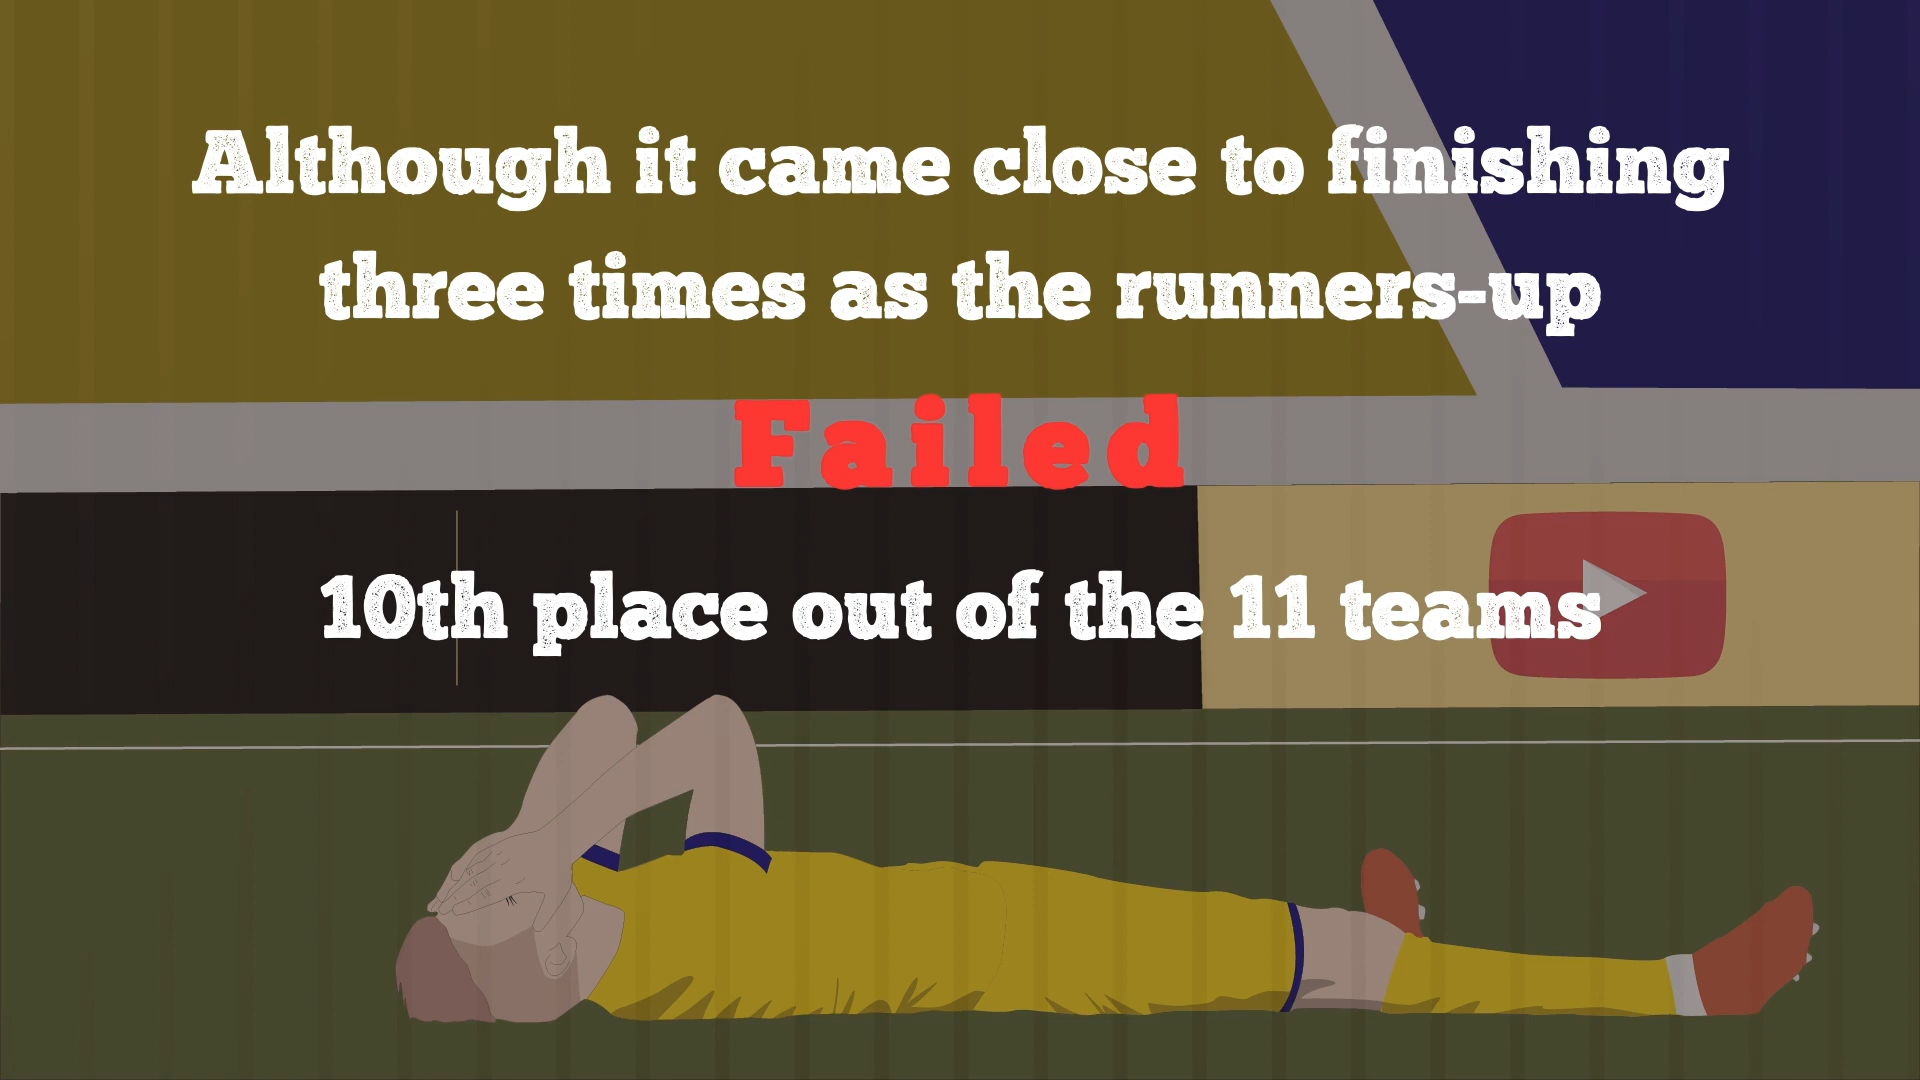 Although it came close to finishing
three times as the runners-up
Failed
10th place out of the 11 teams